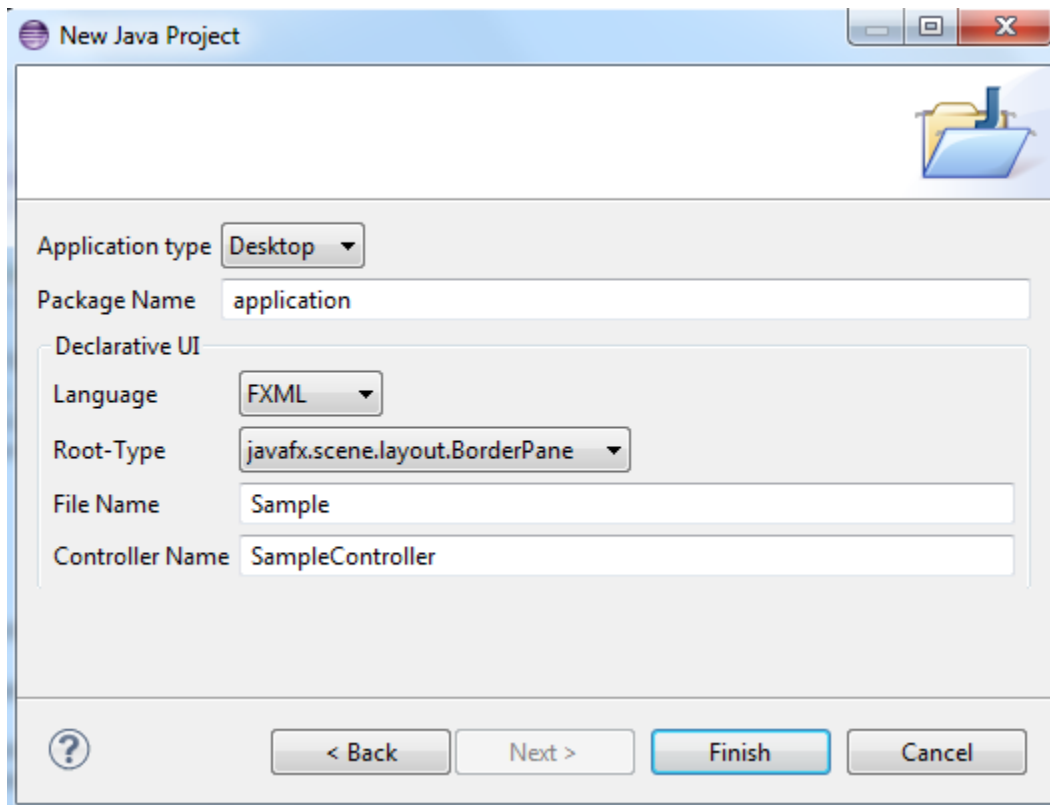 New Java Project
Application type Desktop
Package Name application
Declarative UI
Language FXML
Root-Type javafx.scene.layout.BorderPane
File Name Sample
Controller Name SampleController
? < Back Next > Finish Cancel